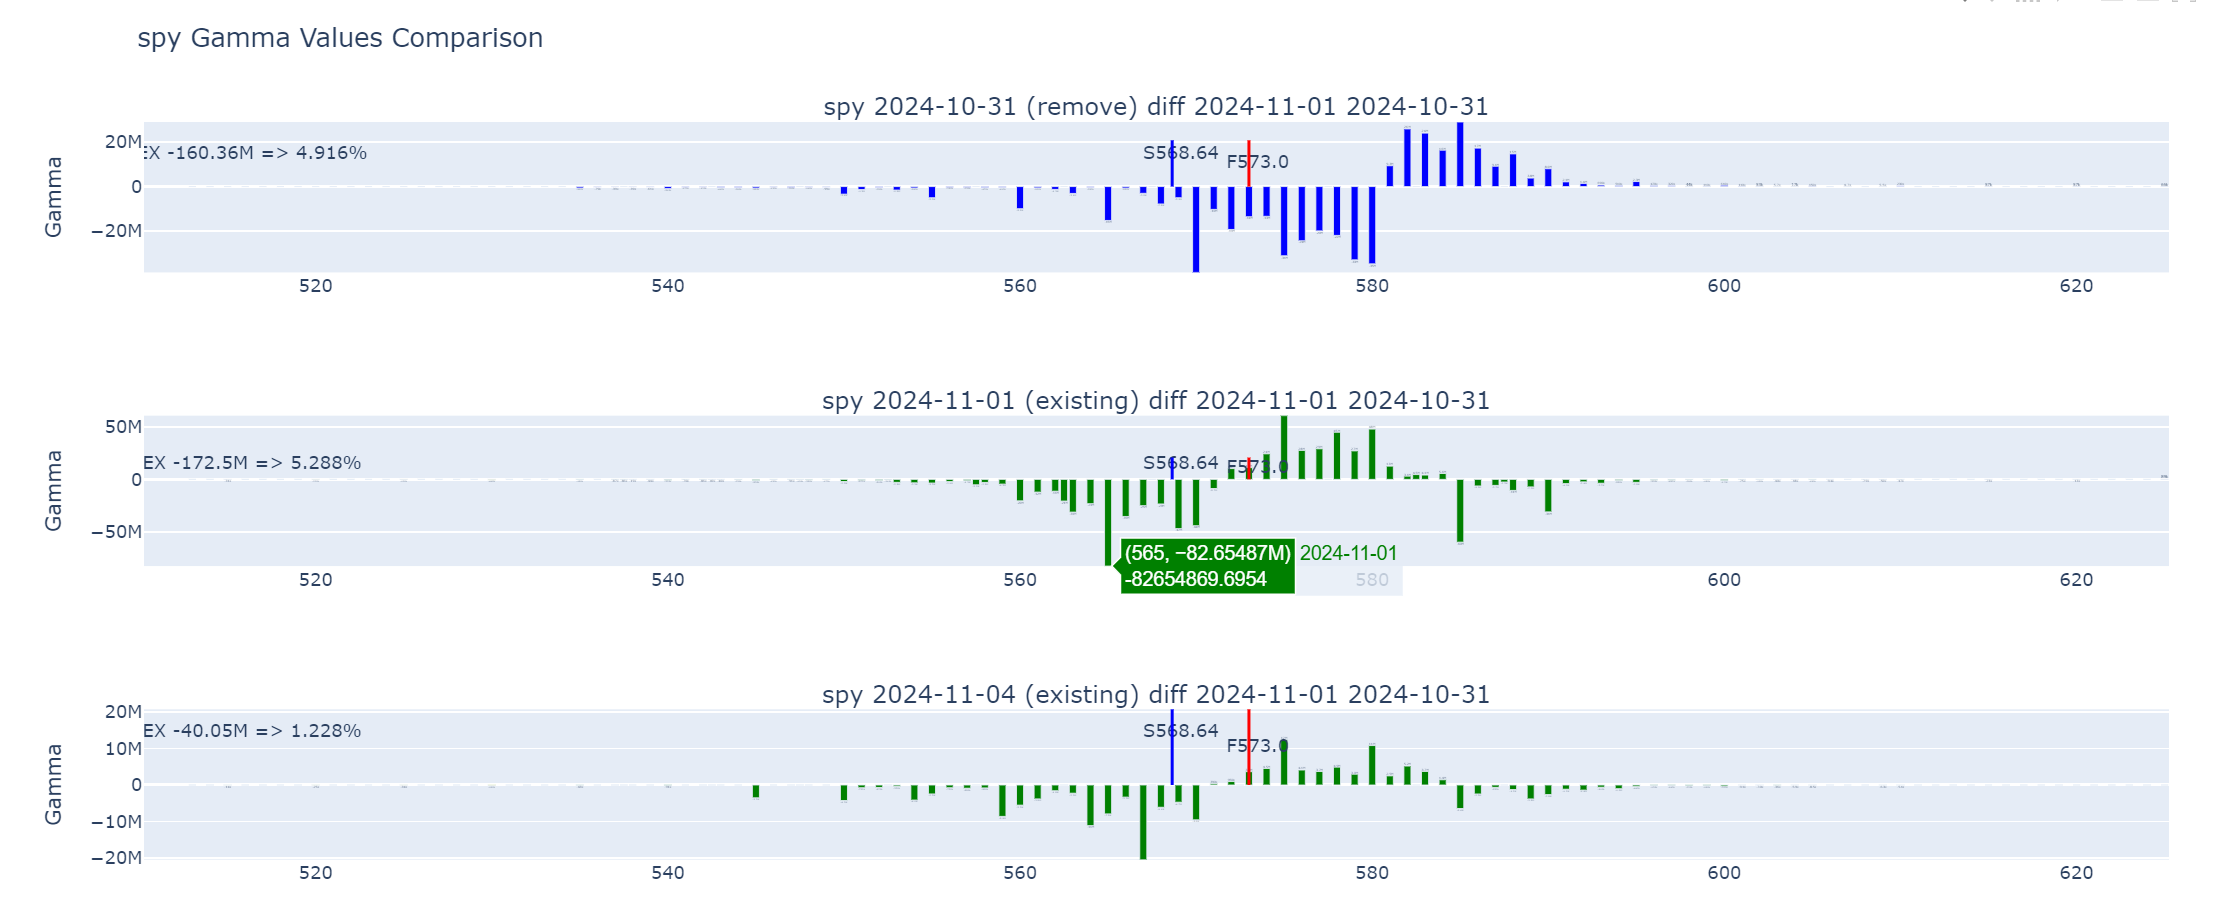 spy Gamma Values Comparison
spy 2024-10-31 (remove) diff 2024-11-01 2024-10-31
20M
EX -160.36M => 4.916%
S568.64
F573.0
0
−20M
Gamma
520 540 560 580 600 620
spy 2024-11-01 (existing) diff 2024-11-01 2024-10-31
50M
EX -172.5M => 5.288%
S568.64
F573.0
0
−50M
Gamma
(565, −82.65487M) 2024-11-01
-82654869.6954
520 540 560 580 600 620
spy 2024-11-04 (existing) diff 2024-11-01 2024-10-31
20M
EX -40.05M => 1.228%
S568.64
F573.0
10M
0
−10M
−20M
Gamma
520 540 560 580 600 620